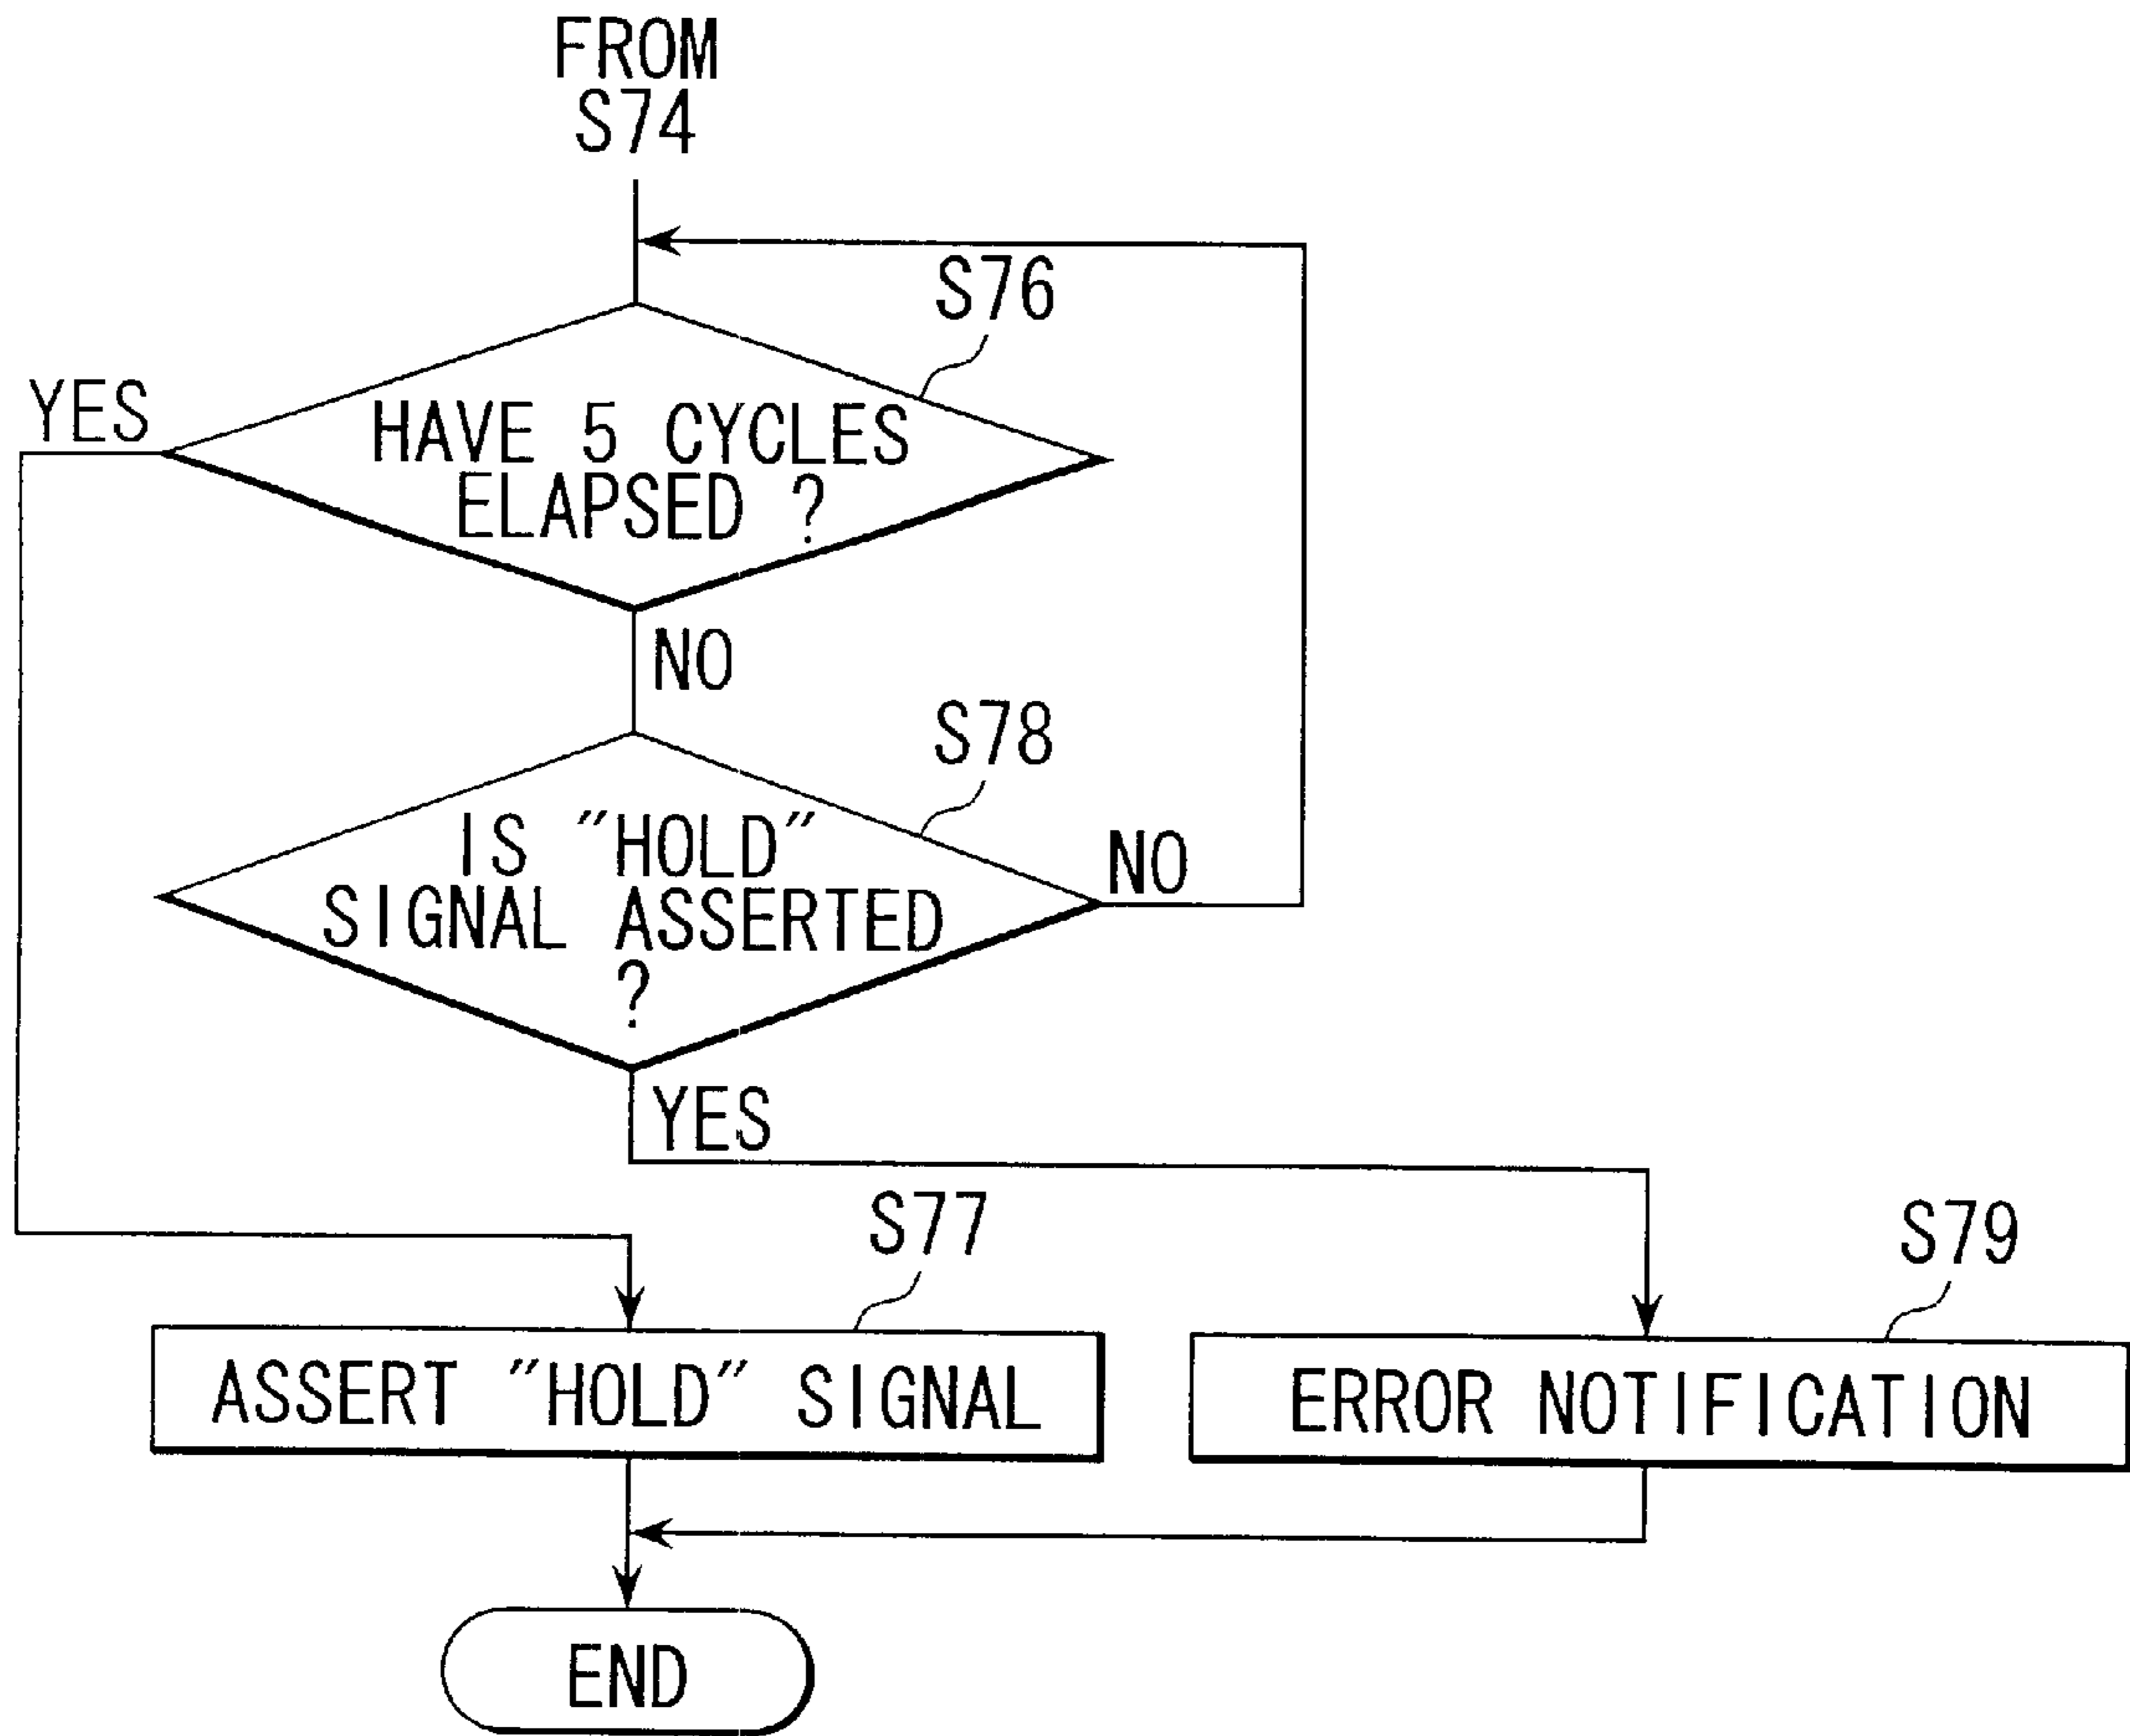 FROM
S74
S76
YES
HAVE 5 CYCLES
ELAPSED ?
NO
S78
IS "HOLD"
SIGNAL ASSERTED
?
NO
YES
S77
S79
ASSERT "HOLD" SIGNAL
ERROR NOTIFICATION
END